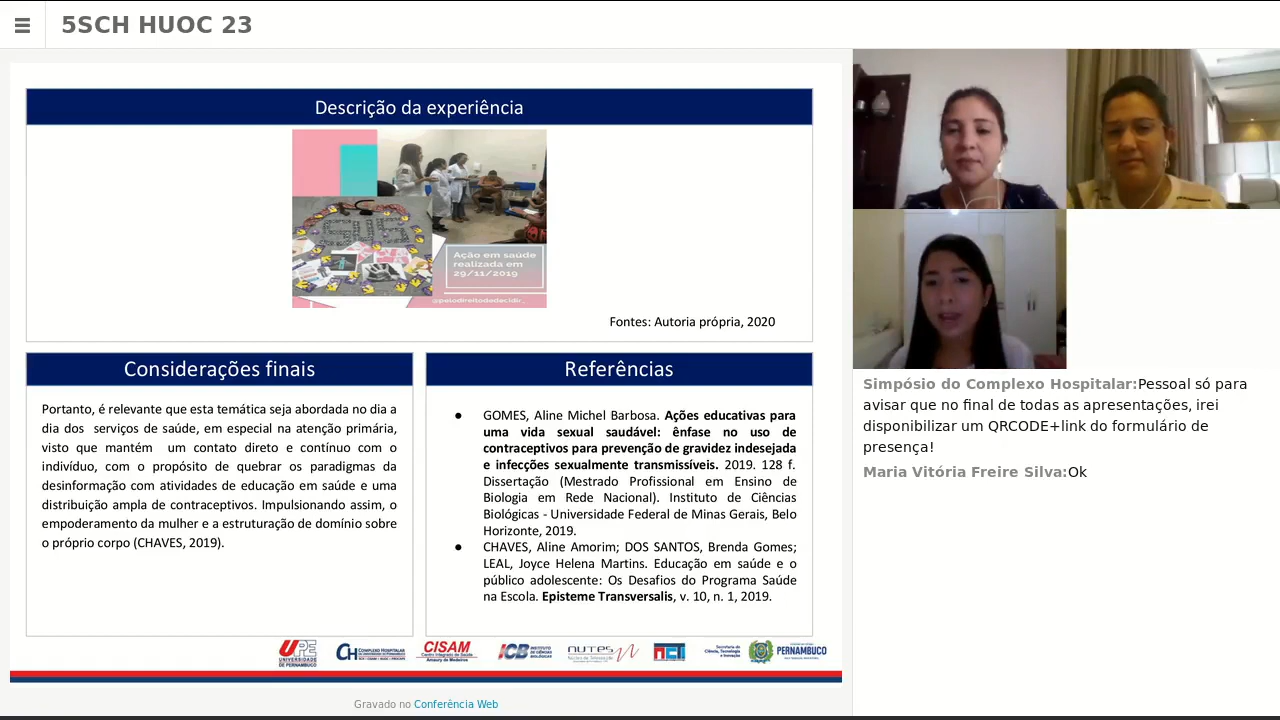 5SCH HUOC 23
Descrição da experiência
Ação em saúde
realizada em
29/11/2019
@pelodireitodedecidir_
Fontes: Autoria própria, 2020
Considerações finais
Portanto, é relevante que esta temática seja abordada no dia a
dia dos serviços de saúde, em especial na atenção primária,
visto que mantém um contato direto e contínuo com o
indivíduo, com o propósito de quebrar os paradigmas da
desinformação com atividades de educação em saúde e uma
distribuição ampla de contraceptivos. Impulsionando assim, o
empoderamento da mulher e a estruturação de domínio sobre
o próprio corpo (CHAVES, 2019).
Referências
● GOMES, Aline Michel Barbosa. Ações educativas para
uma vida sexual saudável: ênfase no uso de
contraceptivos para prevenção de gravidez indesejada
e infecções sexualmente transmissíveis. 2019. 128 f.
Dissertação (Mestrado Profissional em Ensino de
Biologia em Rede Nacional). Instituto de Ciências
Biológicas - Universidade Federal de Minas Gerais, Belo
Horizonte, 2019.
● CHAVES, Aline Amorim; DOS SANTOS, Brenda Gomes;
LEAL, Joyce Helena Martins. Educação em saúde e o
público adolescente: Os Desafios do Programa Saúde
na Escola. Episteme Transversalis, v. 10, n. 1, 2019.
UPE
UNIVERSIDADE
DE PERNAMBUCO
CH COMPLEXO HOSPITALAR
CISAM
Centro Integrado de Saúde
Amaury de Medeiros
ICB INSTITUTO
DE CIÊNCIAS
BIOLÓGICAS
NUTES
Secretaria de
Ciência, Tecnologia
e Inovação
PERNAMBUCO
Gravado no Conferência Web
Simpósio do Complexo Hospitalar:Pessoal só para
avisar que no final de todas as apresentações, irei
disponibilizar um QRCODE+link do formulário de
presença!
Maria Vitória Freire Silva:Ok